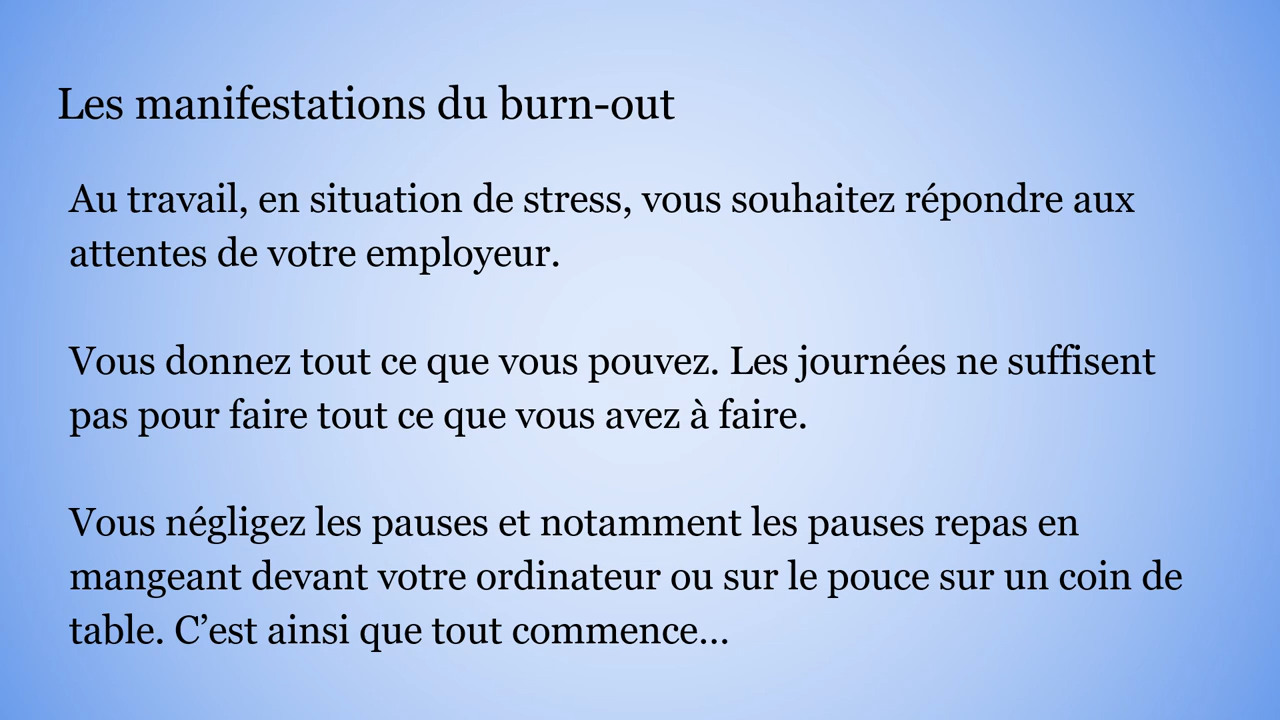 Les manifestations du burn-out
Au travail, en situation de stress, vous souhaitez répondre aux
attentes de votre employeur.
Vous donnez tout ce que vous pouvez. Les journées ne suffisent
pas pour faire tout ce que vous avez à faire.
Vous négligez les pauses et notamment les pauses repas en
mangeant devant votre ordinateur ou sur le pouce sur un coin de
table. C’est ainsi que tout commence...